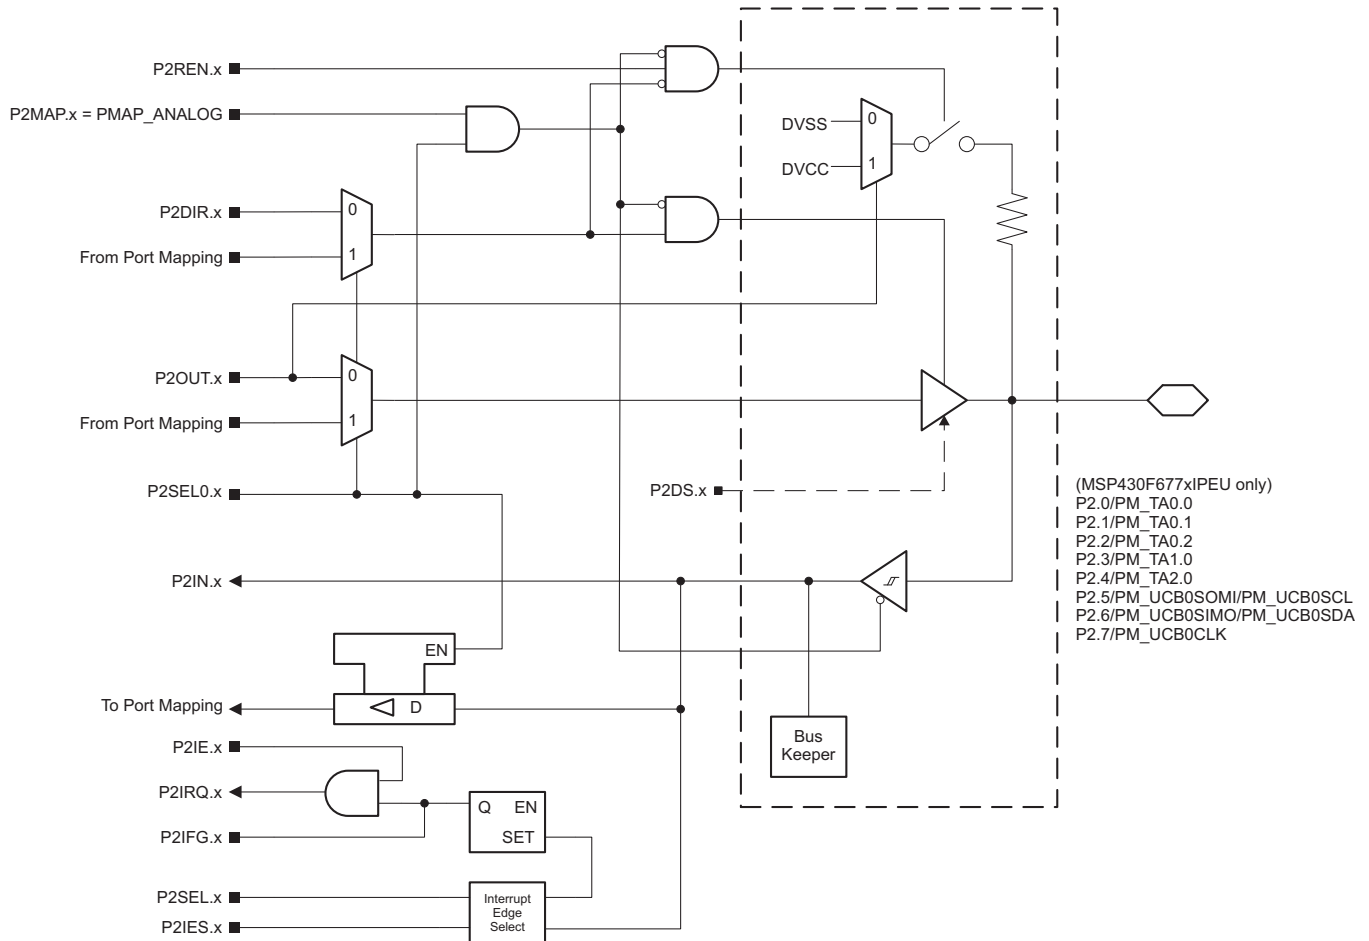 P2REN.x
P2MAP.x = PMAP_ANALOG
DVSS
0
DVCC
1
P2DIR.x
0
From Port Mapping
1
P2OUT.x
0
From Port Mapping
1
P2SEL0.x
P2DS.x
(MSP430F677xIPEU only)
P2.0/PM_TA0.0
P2.1/PM_TA0.1
P2.2/PM_TA0.2
P2.3/PM_TA1.0
P2.4/PM_TA2.0
P2.5/PM_UCB0SOMI/PM_UCB0SCL
P2.6/PM_UCB0SIMO/PM_UCB0SDA
P2.7/PM_UCB0CLK
P2IN.x
EN
To Port Mapping
D
Bus
Keeper
P2IE.x
P2IRQ.x
Q EN
SET
P2IFG.x
P2SEL.x
P2IES.x
Interrupt
Edge
Select